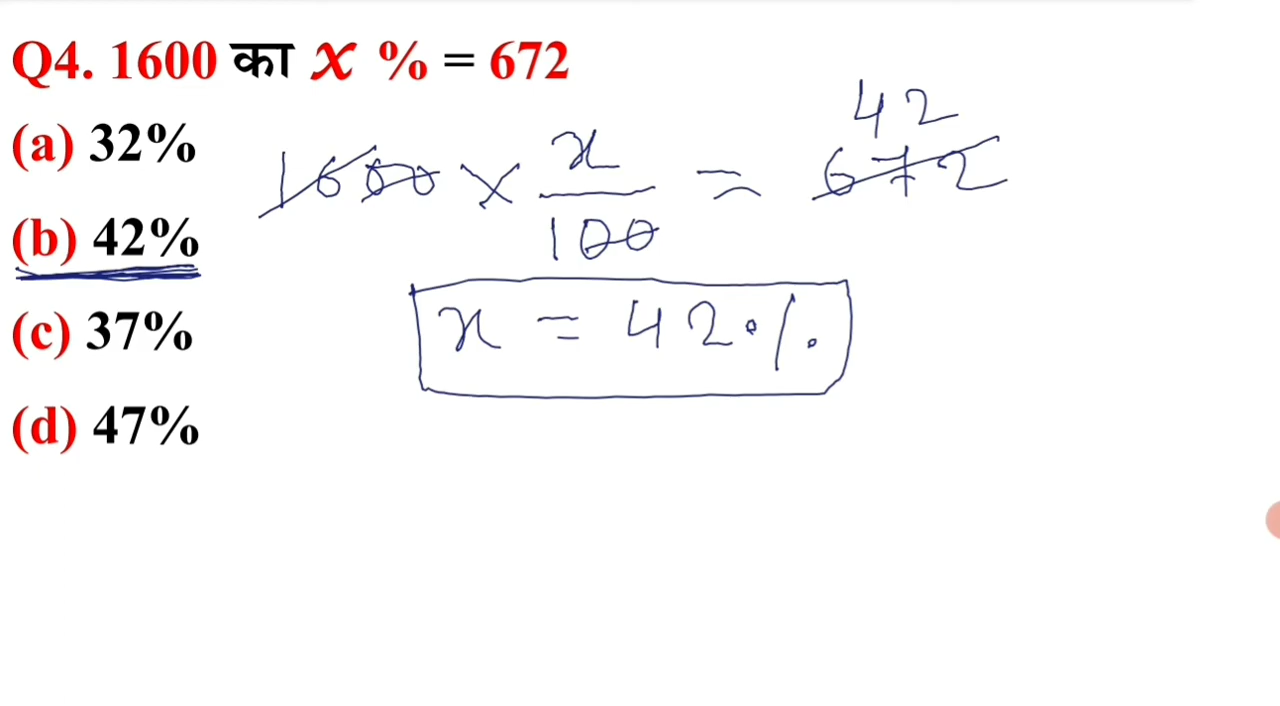 Q4. 1600 का x % = 672
(a) 32%
(b) 42%
(c) 37%
(d) 47%
42
1600 × x/100 = 672
x = 42%